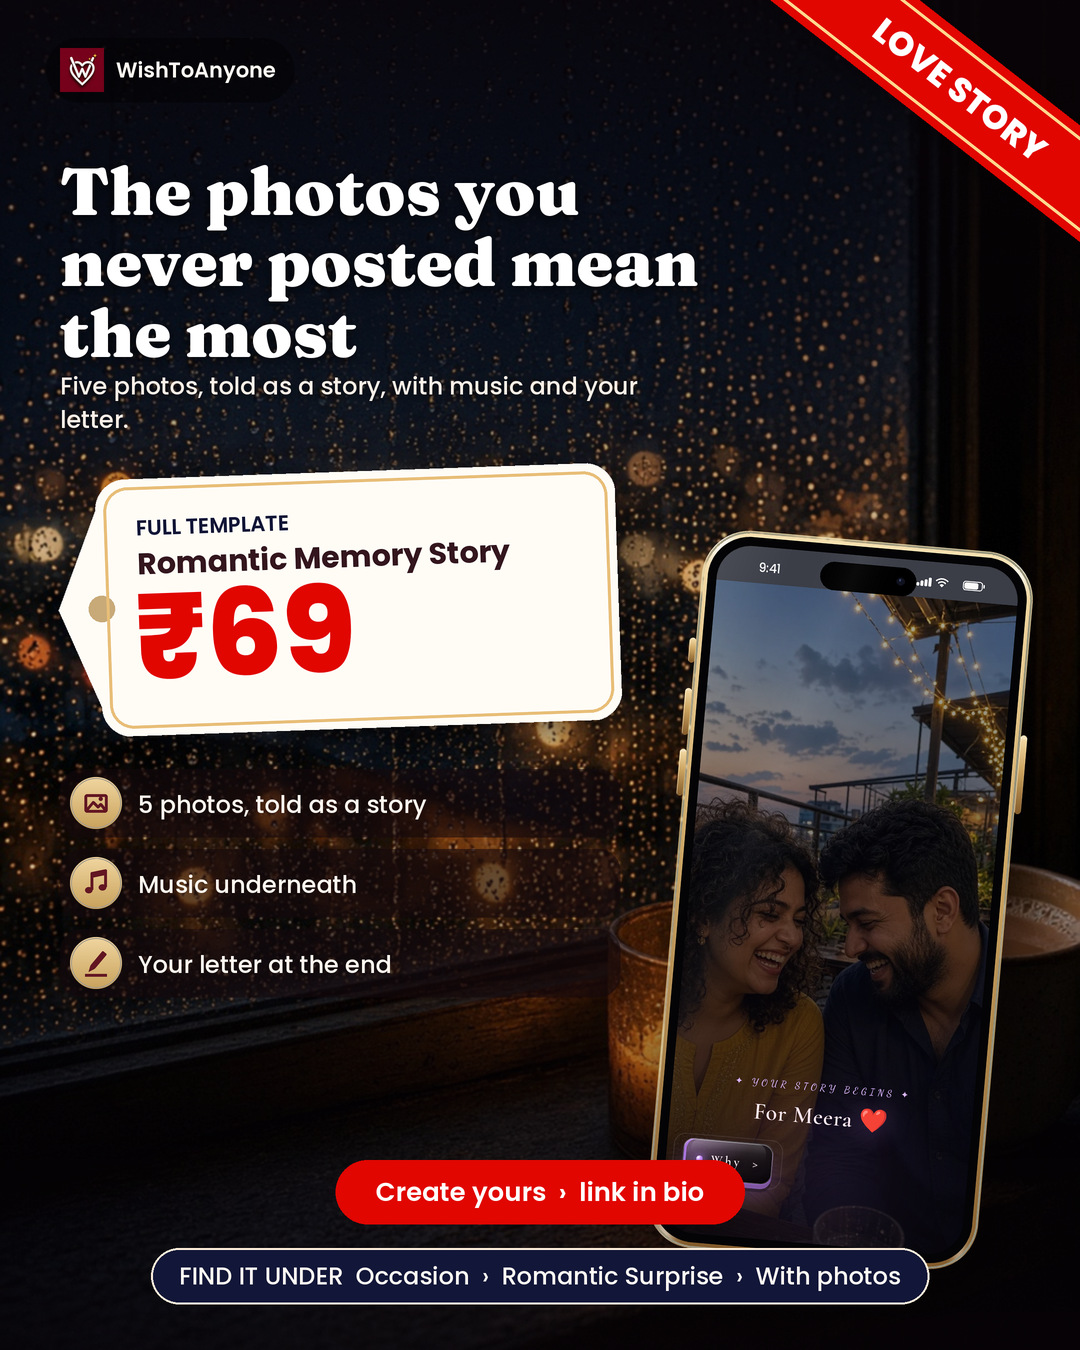 WishToAnyone
LOVE STORY
The photos you
never posted mean
the most
Five photos, told as a story, with music and your
letter.
FULL TEMPLATE
Romantic Memory Story
₹69
5 photos, told as a story
Music underneath
Your letter at the end
9:41
YOUR STORY BEGINS
For Meera ❤️
Why >
Create yours › link in bio
FIND IT UNDER Occasion › Romantic Surprise › With photos